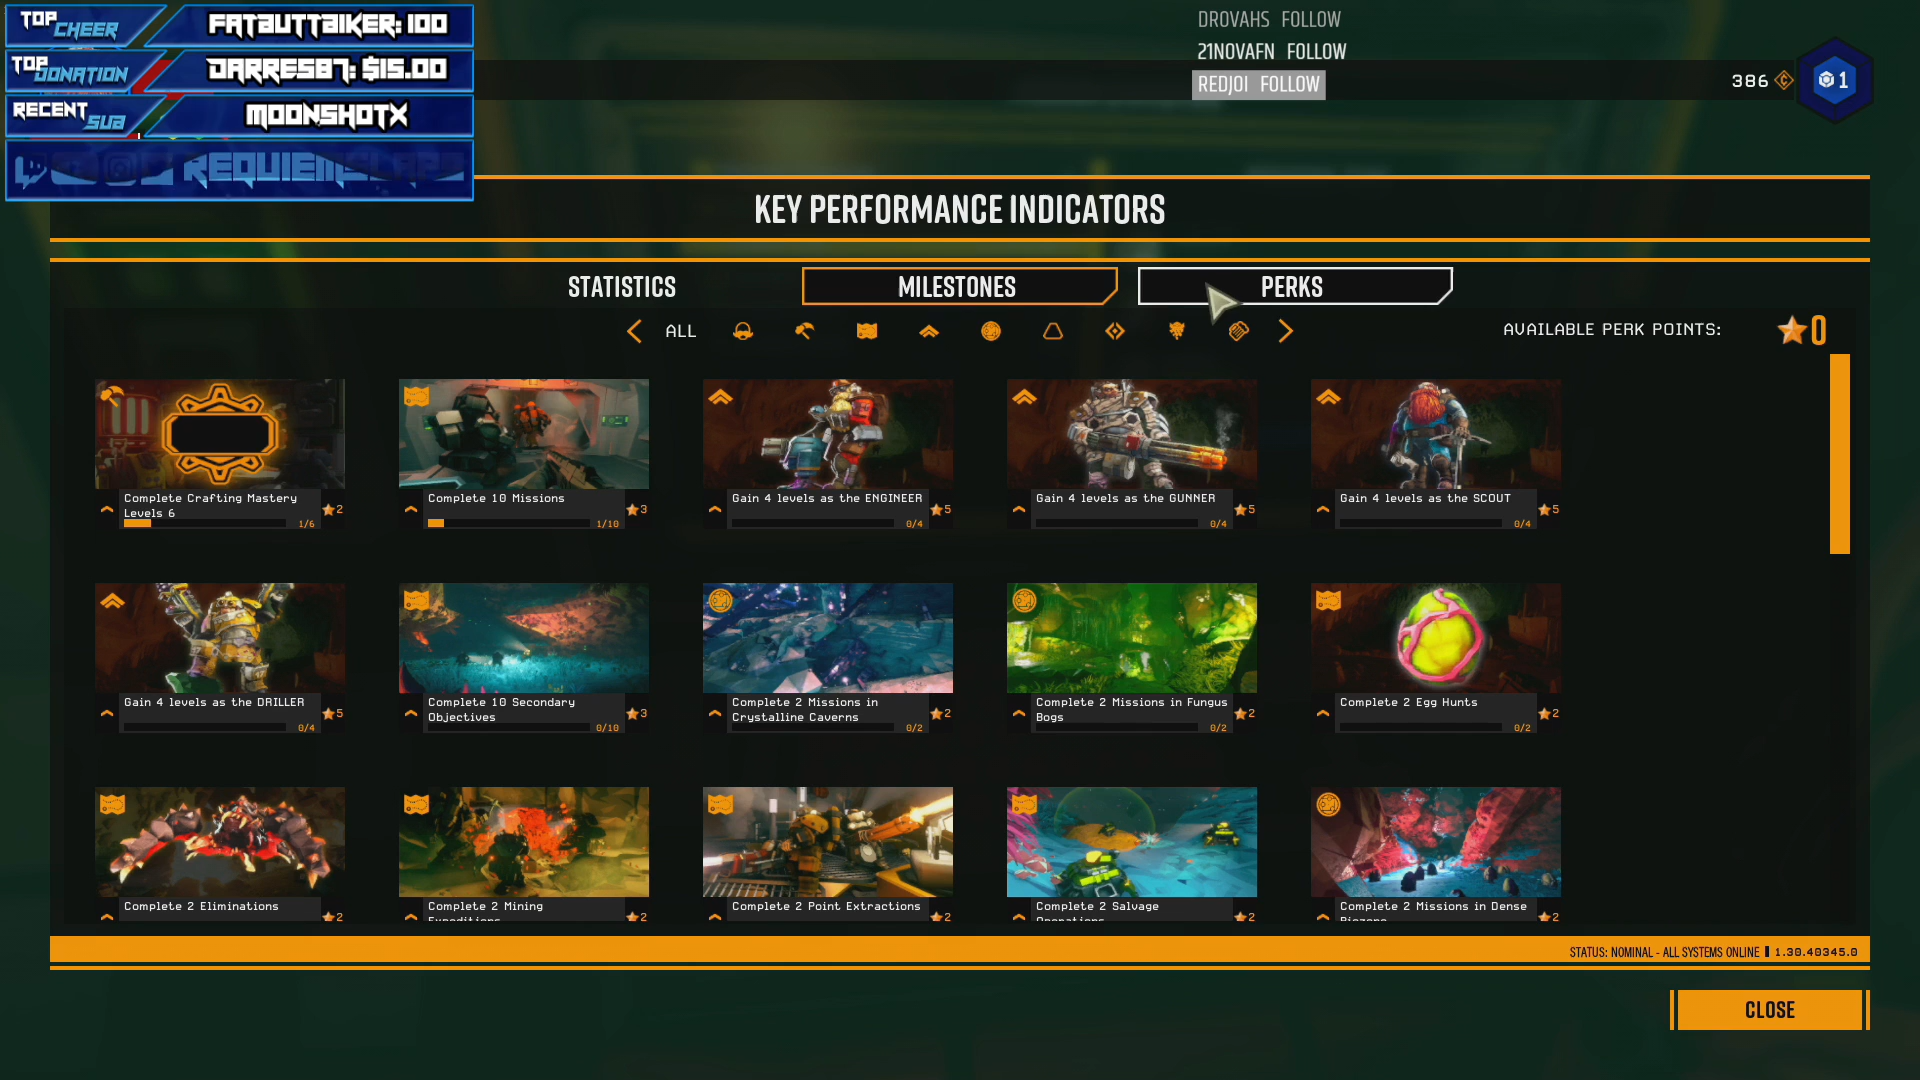 TOP CHEER
FATBUTTBIKER: 100
TOP DONATION
JARRES87: $15.00
RECENT SUB
MOONSHOTX
DROVAHS FOLLOW
21NOVAFN FOLLOW
REDJOI FOLLOW
386
1
KEY PERFORMANCE INDICATORS
STATISTICS
MILESTONES
PERKS
ALL
AVAILABLE PERK POINTS:
0
Complete Crafting Mastery
Levels 6
1/6
2
Complete 10 Missions
1/10
3
Gain 4 levels as the ENGINEER
0/4
5
Gain 4 levels as the GUNNER
0/4
5
Gain 4 levels as the SCOUT
0/4
5
Gain 4 levels as the DRILLER
0/4
5
Complete 10 Secondary
Objectives
0/10
3
Complete 2 Missions in
Crystalline Caverns
0/2
2
Complete 2 Missions in Fungus
Bogs
0/2
2
Complete 2 Egg Hunts
0/2
2
Complete 2 Eliminations
2
Complete 2 Mining
Expeditions
2
Complete 2 Point Extractions
2
Complete 2 Salvage
Operations
2
Complete 2 Missions in Dense
Biozone
2
STATUS: NOMINAL - ALL SYSTEMS ONLINE
1.30.40345.0
CLOSE